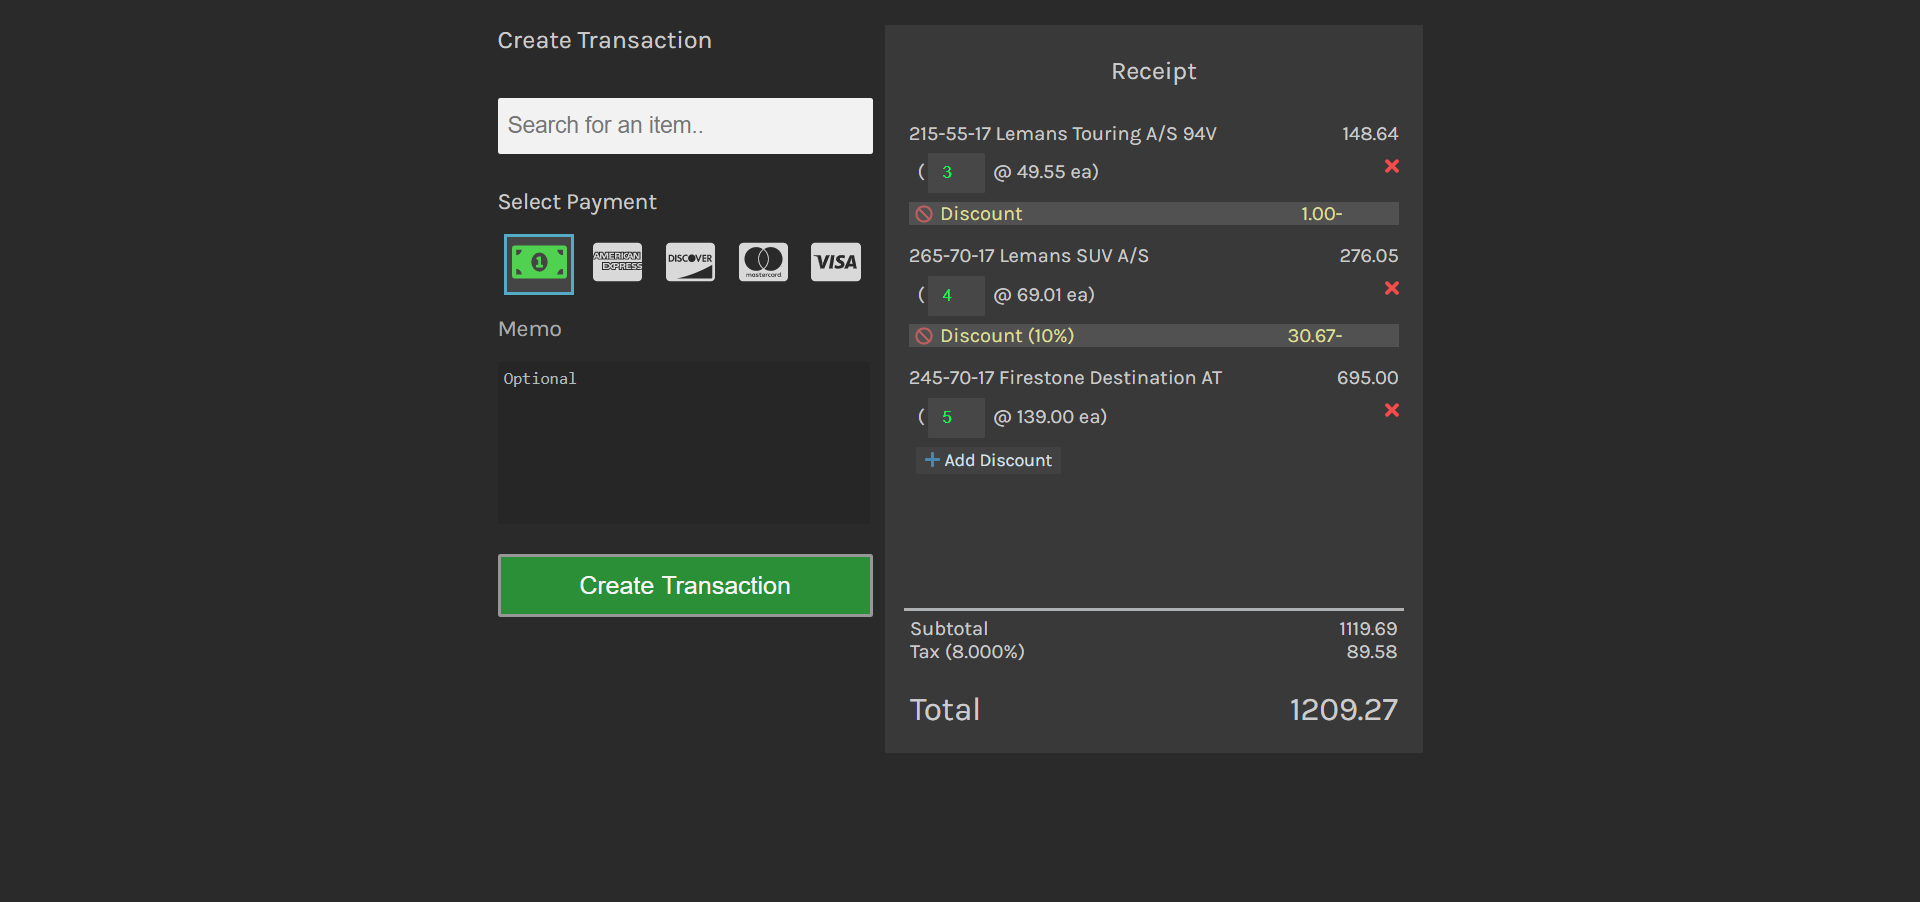 Create Transaction
Search for an item..
Select Payment
1
AMERICAN EXPRESS
DISCOVER
mastercard
VISA
Memo
Optional
Create Transaction
Receipt
215-55-17 Lemans Touring A/S 94V 148.64
( 3 @ 49.55 ea)
Discount 1.00-
265-70-17 Lemans SUV A/S 276.05
( 4 @ 69.01 ea)
Discount (10%) 30.67-
245-70-17 Firestone Destination AT 695.00
( 5 @ 139.00 ea)
Add Discount
Subtotal 1119.69
Tax (8.000%) 89.58
Total 1209.27